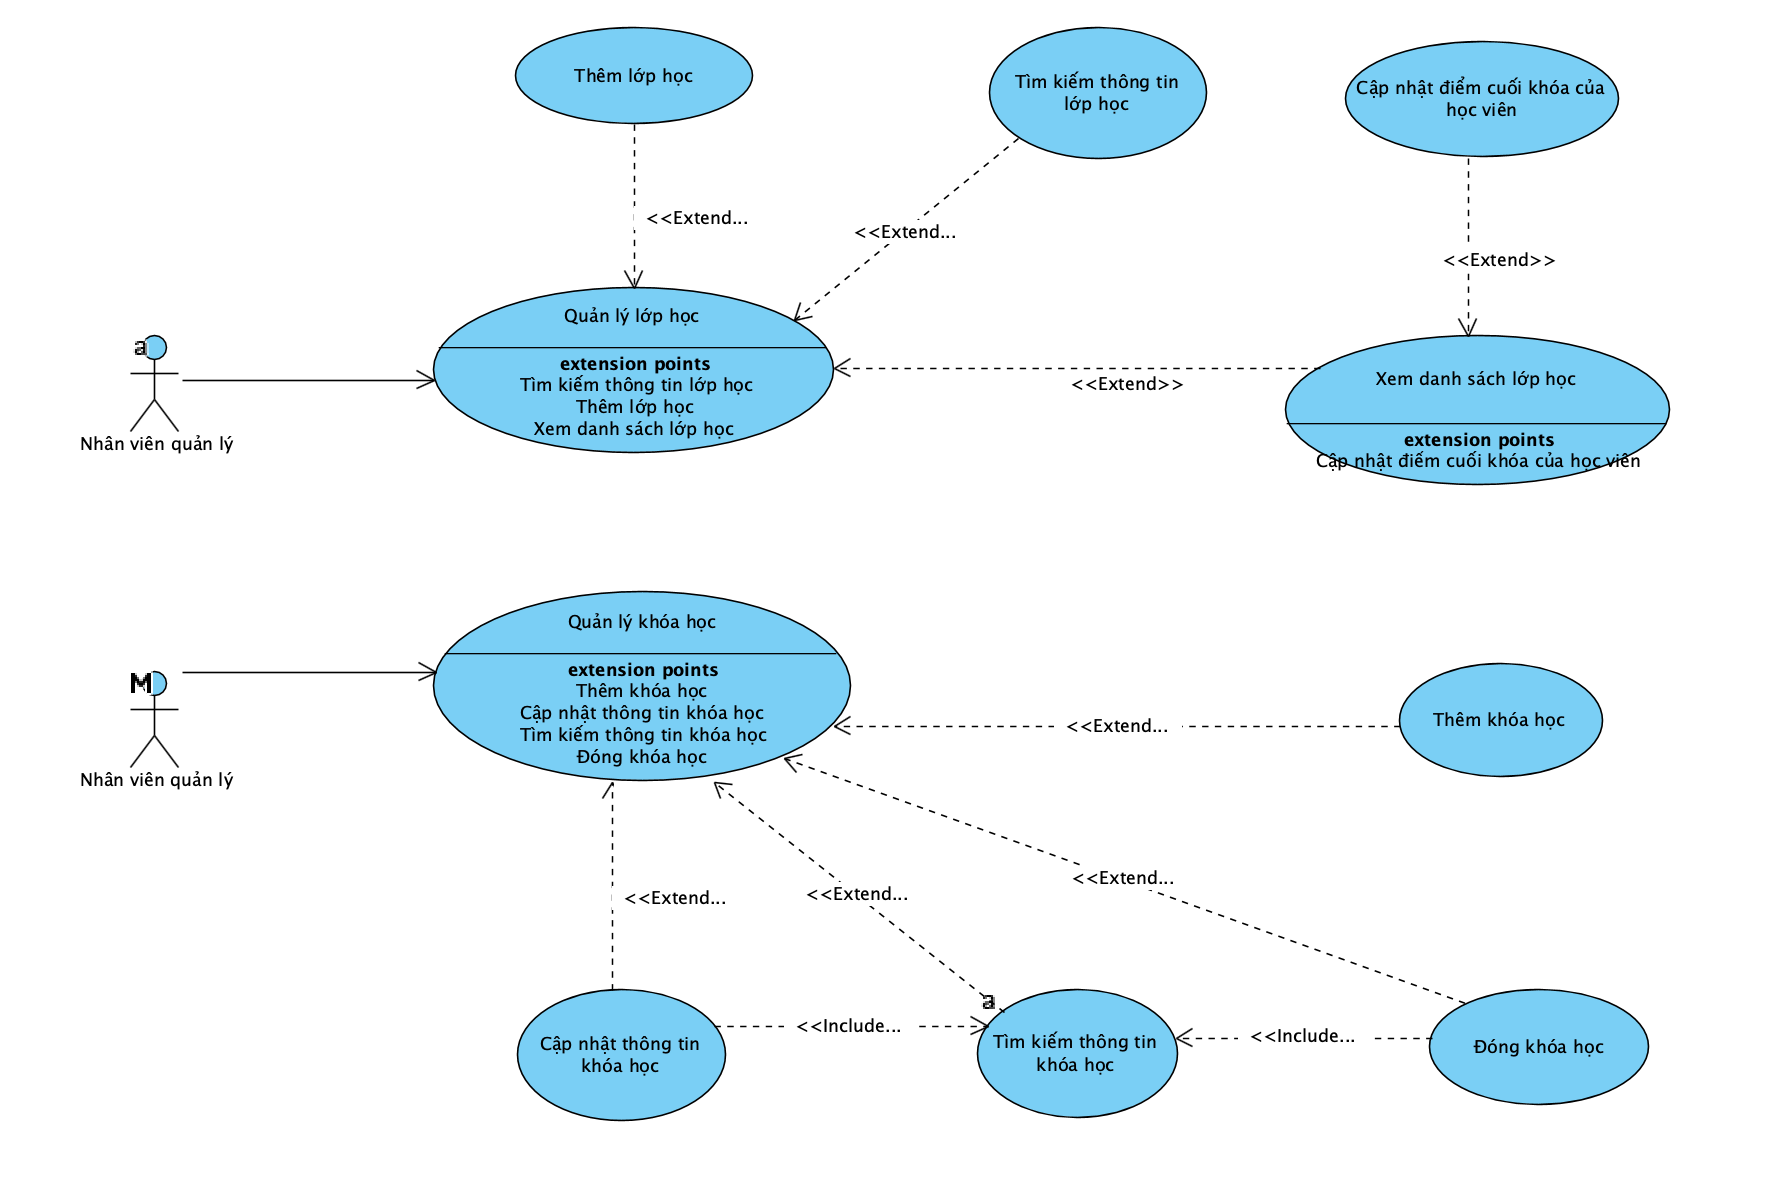 Thêm lớp học
Tìm kiếm thông tin
lớp học
Cập nhật điểm cuối khóa của
học viên
<<Extend...
<<Extend...
<<Extend>>
Quản lý lớp học
extension points
Tìm kiếm thông tin lớp học
Thêm lớp học
Xem danh sách lớp học
a
Nhân viên quản lý
<<Extend>>
Xem danh sách lớp học
extension points
Cập nhật điểm cuối khóa của học viên
Quản lý khóa học
extension points
Thêm khóa học
Cập nhật thông tin khóa học
Tìm kiếm thông tin khóa học
Đóng khóa học
M
Nhân viên quản lý
<<Extend...
Thêm khóa học
<<Extend...
<<Extend...
<<Extend...
a
Cập nhật thông tin
khóa học
<<Include...
Tìm kiếm thông tin
khóa học
<<Include...
Đóng khóa học